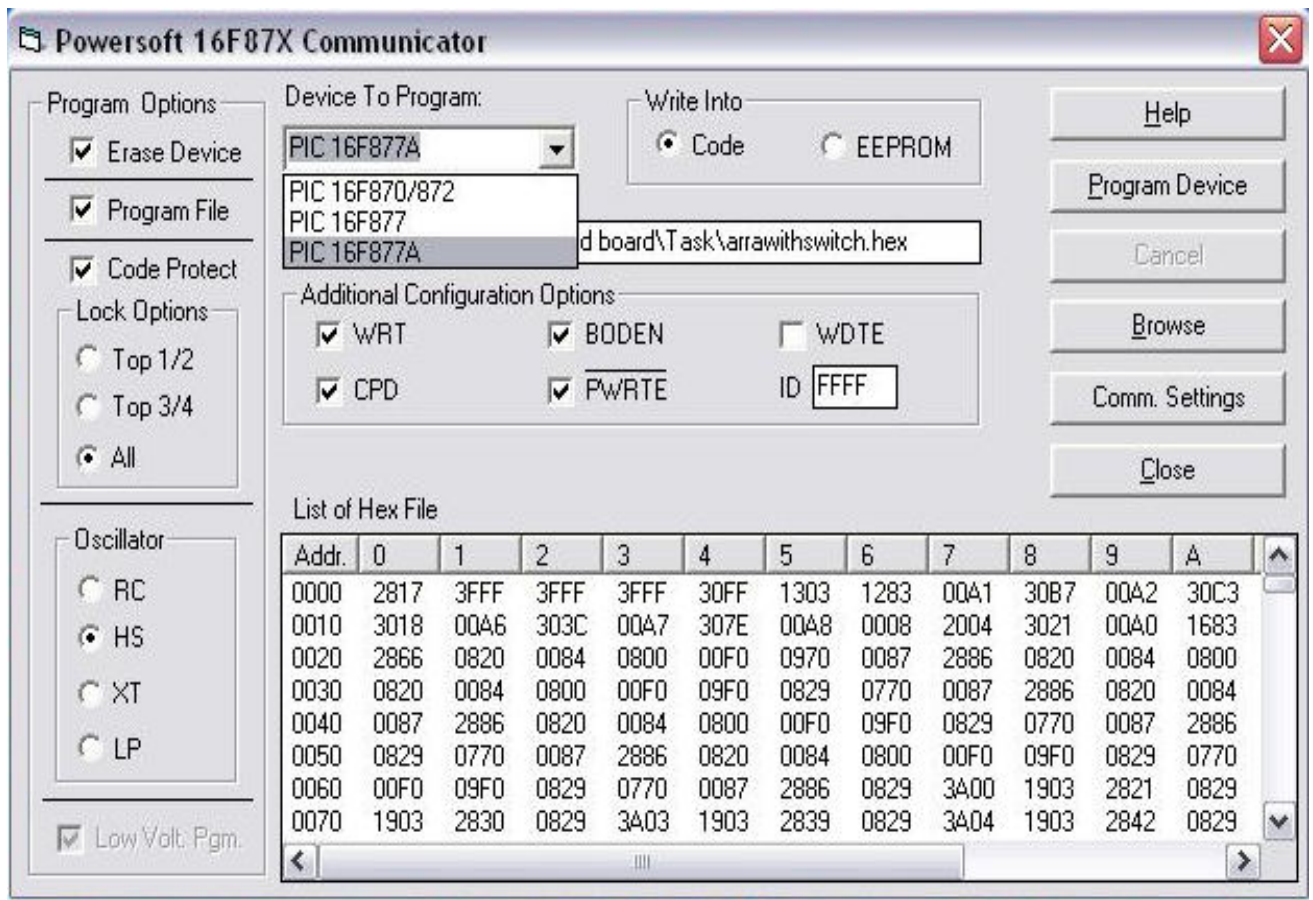 Powersoft 16F87X Communicator
Program Options
Erase Device
Program File
Code Protect
Lock Options
Top 1/2
Top 3/4
All
Oscillator
RC
HS
XT
LP
Low Volt. Pgm.
Device To Program:
PIC 16F877A
PIC 16F870/872
PIC 16F877
PIC 16F877A
Write Into
Code EEPROM
d board\Task\arrawithswitch.hex
Additional Configuration Options
WRT BODEN WDTE
CPD PWRTE ID FFFF
Help
Program Device
Cancel
Browse
Comm. Settings
Close
List of Hex File
Addr. 0 1 2 3 4 5 6 7 8 9 A
0000 2817 3FFF 3FFF 3FFF 30FF 1303 1283 00A1 30B7 00A2 30C3
0010 3018 00A6 303C 00A7 307E 00A8 0008 2004 3021 00A0 1683
0020 2866 0820 0084 0800 00F0 0970 0087 2886 0820 0084 0800
0030 0820 0084 0800 00F0 09F0 0829 0770 0087 2886 0820 0084
0040 0087 2886 0820 0084 0800 00F0 09F0 0829 0770 0087 2886
0050 0829 0770 0087 2886 0820 0084 0800 00F0 09F0 0829 0770
0060 00F0 09F0 0829 0770 0087 2886 0829 3A00 1903 2821 0829
0070 1903 2830 0829 3A03 1903 2839 0829 3A04 1903 2842 0829